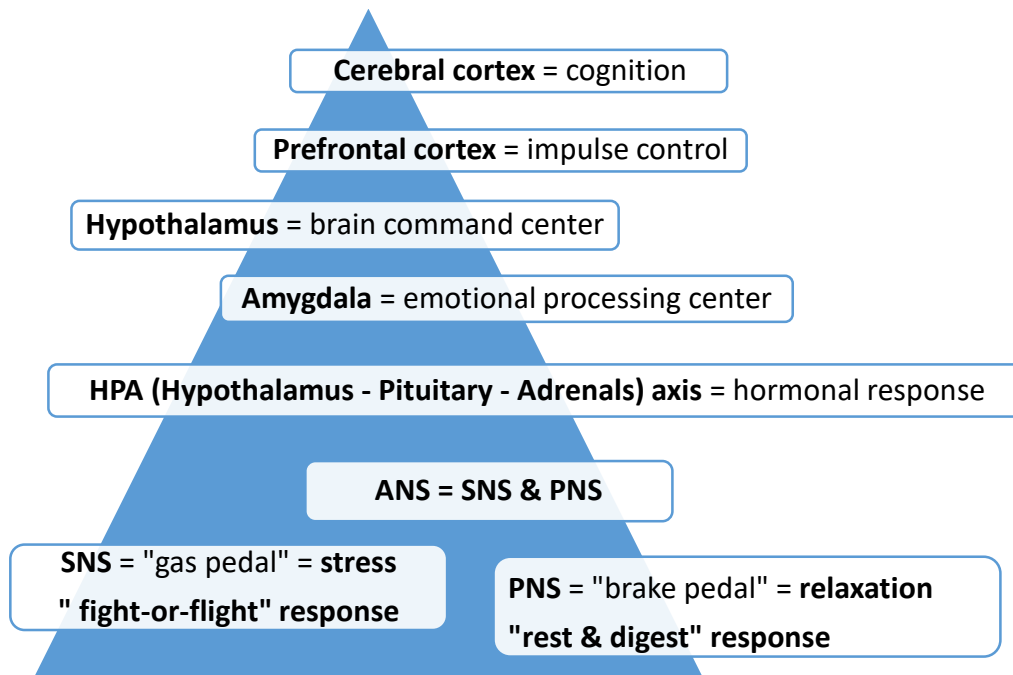 Cerebral cortex = cognition
Prefrontal cortex = impulse control
Hypothalamus = brain command center
Amygdala = emotional processing center
HPA (Hypothalamus - Pituitary - Adrenals) axis = hormonal response
ANS = SNS & PNS
SNS = "gas pedal" = stress
" fight-or-flight" response
PNS = "brake pedal" = relaxation
"rest & digest" response